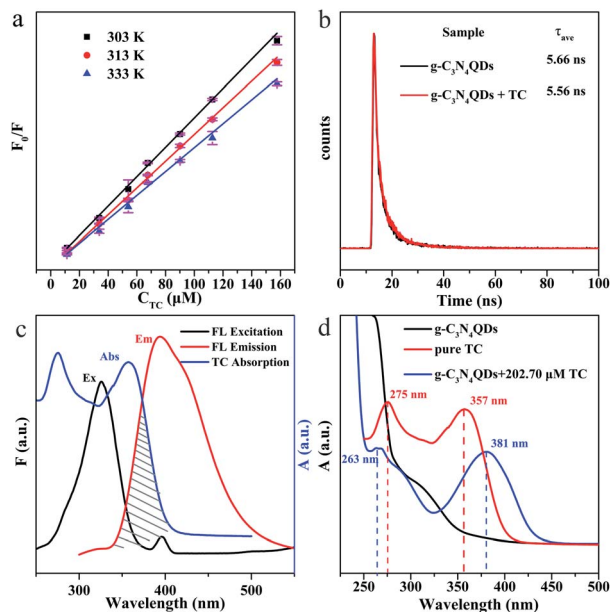 a
303 K
313 K
333 K
F₀/F
0 20 40 60 80 100 120 140 160
C_TC (μM)
b
Sample τ_ave
g-C₃N₄QDs 5.66 ns
g-C₃N₄QDs + TC 5.56 ns
counts
0 20 40 60 80 100
Time (ns)
c
FL Excitation
FL Emission
TC Absorption
Em
Abs
Ex
F (a.u.)
A (a.u.)
300 400 500
Wavelength (nm)
d
g-C₃N₄QDs
pure TC
g-C₃N₄QDs+202.70 μM TC
275 nm
357 nm
381 nm
263 nm
A (a.u.)
250 300 350 400 450 500
Wavelength (nm)